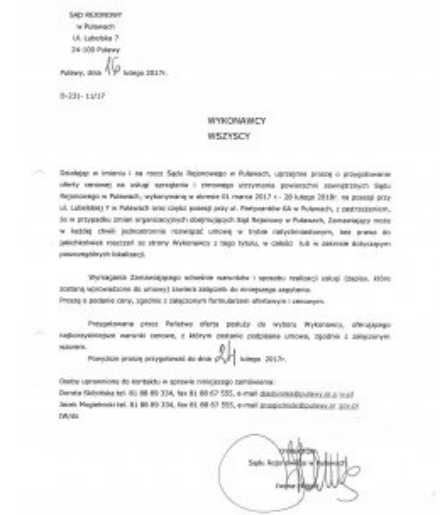 SĄD REJONOWY
w Puławach
Ul. Lubelska 7
24-100 Puławy
Puławy, dnia 16 lutego 2017r.
D-231- 11/17
WYKONAWCY
WSZYSCY
Działając w imieniu i na rzecz Sądu Rejonowego w Puławach, uprzejmie proszę o przygotowanie
oferty cenowej na usługi sprzątania i zimowego utrzymania powierzchni zewnętrznych Sądu
Rejonowego w Puławach, wykonywaną w okresie 01 marca 2017 r.- 28 lutego 2018r. na posesji przy
ul. Lubelskiej 7 w Puławach oraz części posesji przy ul. Partyzantów 6A w Puławach, z zastrzeżeniem,
że w przypadku zmian organizacyjnych obejmujących Sąd Rejonowy w Puławach, Zamawiający może
w każdej chwili jednostronnie rozwiązać umowę w trybie natychmiastowym, bez prawa do
jakichkolwiek roszczeń ze strony Wykonawcy z tego tytułu, w całości lub w zakresie dotyczącym
poszczególnych lokalizacji.
Wymagania Zamawiającego odnośnie warunków i sposobu realizacji usługi (zapisy, które
zostaną wprowadzone do umowy) zawiera załącznik do niniejszego zapytania.
Proszę o podanie ceny, zgodnie z załączonym formularzem ofertowym i cenowym.
Przygotowana przez Państwa oferta posłuży do wyboru Wykonawcy, oferującego
najkorzystniejsze warunki cenowe, z którym zostanie podpisana umowa, zgodnie z załączonym
wzorem.
Powyższe proszę przygotować do dnia 24 lutego 2017r.
Osoby uprawnione do kontaktu w sprawie niniejszego zamówienia:
Dorota tel. 81 88 89 334, fax 81 88 67 555, e-mail
Jacek tel. 81 88 89 334, fax 81 88 67 555, e-mail
DYREKTOR
Sądu Rejonowego w Puławach